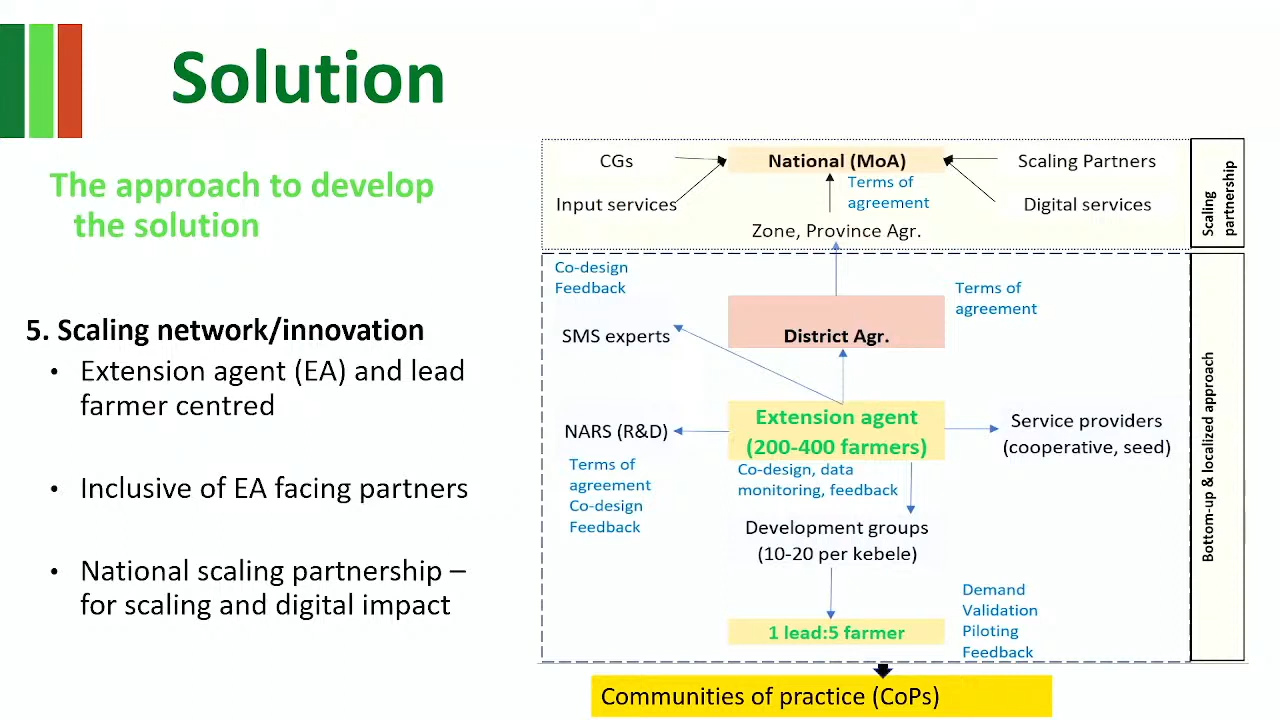 Solution
The approach to develop
the solution
5. Scaling network/innovation
• Extension agent (EA) and lead
farmer centred
• Inclusive of EA facing partners
• National scaling partnership –
for scaling and digital impact
CGs
National (MoA)
Scaling Partners
Terms of
agreement
Input services
Digital services
Zone, Province Agr.
Scaling
partnership
Co-design
Feedback
Terms of
agreement
SMS experts
District Agr.
Extension agent
(200-400 farmers)
NARS (R&D)
Service providers
(cooperative, seed)
Terms of
agreement
Co-design
Feedback
Co-design, data
monitoring, feedback
Development groups
(10-20 per kebele)
Demand
Validation
Piloting
Feedback
1 lead:5 farmer
Bottom-up & localized approach
Communities of practice (CoPs)